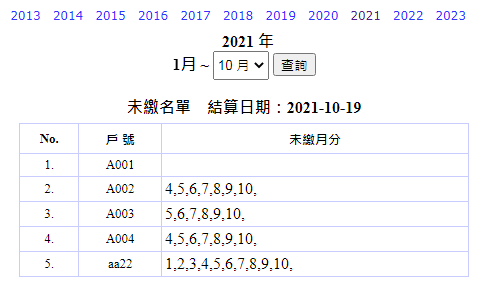 2013 2014 2015 2016 2017 2018 2019 2020 2021 2022 2023
2021 年
1月 ~ 10 月 查詢
未繳名單 結算日期：2021-10-19
No. 戶 號 未繳月分
1. A001
2. A002 4,5,6,7,8,9,10,
3. A003 5,6,7,8,9,10,
4. A004 4,5,6,7,8,9,10,
5. aa22 1,2,3,4,5,6,7,8,9,10,